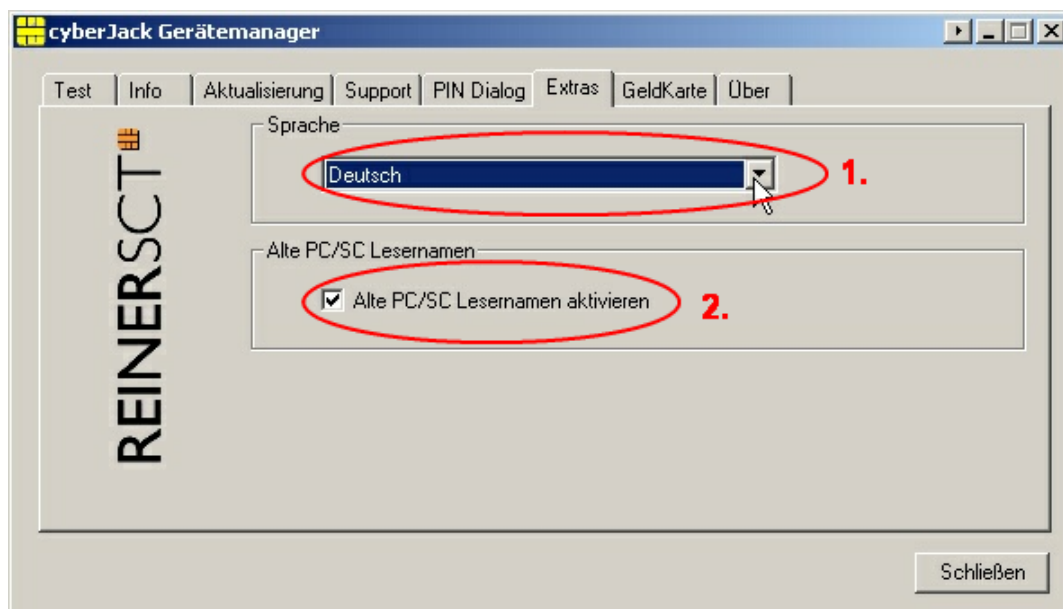 cyberJack Gerätemanager
Test Info Aktualisierung Support PIN Dialog Extras GeldKarte Über
REINERSCT
Sprache
Deutsch
1.
Alte PC/SC Lesernamen
Alte PC/SC Lesernamen aktivieren
2.
Schließen